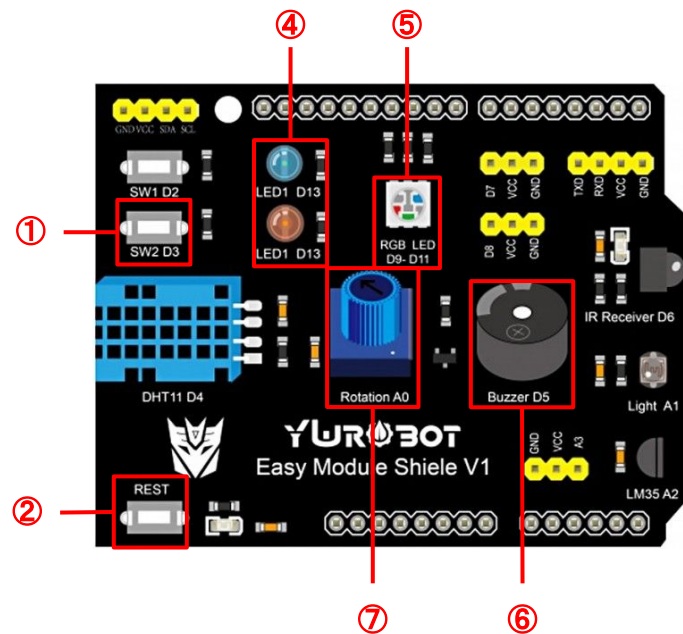 ④ ⑤
GND VCC SDA SCL
SW1 D2
LED1 D13
D7 VCC GND
TXD RXD VCC GND
①
SW2 D3
LED1 D13
RGB LED
D9- D11
D8 VCC GND
IR Receiver D6
DHT11 D4
Rotation A0
Buzzer D5
Light A1
YWROBOT
Easy Module Shiele V1
GND VCC A3
LM35 A2
REST
②
⑦ ⑥